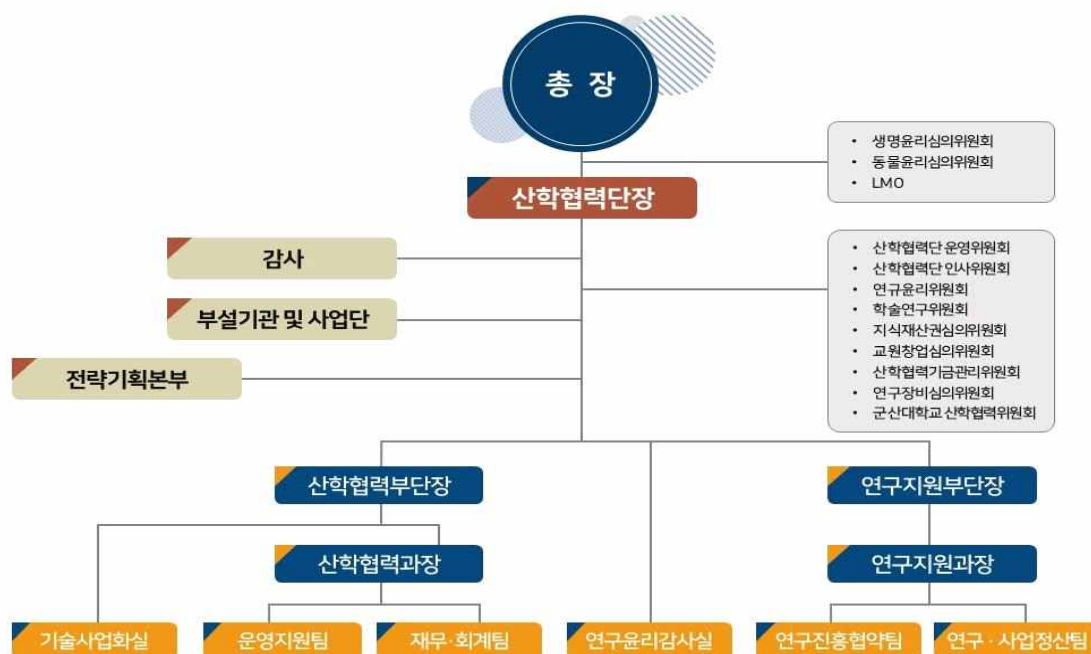 총 장
• 생명윤리심의위원회
• 동물윤리심의위원회
• LMO
산학협력단장
감사
부설기관 및 사업단
전략기획본부
• 산학협력단 운영위원회
• 산학협력단 인사위원회
• 연규윤리위원회
• 학술연구위원회
• 지식재산권심의위원회
• 교원창업심의위원회
• 산학협력기금관리위원회
• 연구장비심의위원회
• 군산대학교 산학협력위원회
산학협력부단장
연구지원부단장
산학협력과장
연구지원과장
기술사업화실
운영지원팀
재무·회계팀
연구윤리감사실
연구진흥협약팀
연구·사업정산팀